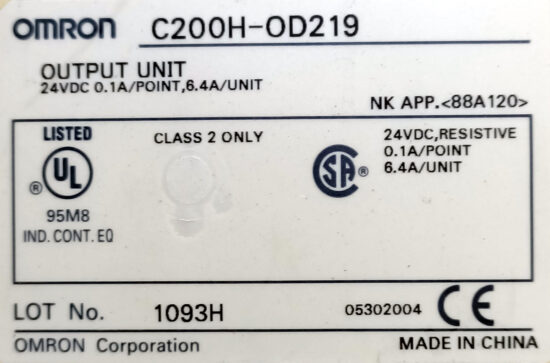 OMRON C200H-OD219
OUTPUT UNIT
24VDC 0.1A/POINT,6.4A/UNIT
NK APP.<88A120>
LISTED
UL
®
95M8
IND. CONT. EQ
CLASS 2 ONLY
SA ®
24VDC,RESISTIVE
0.1A/POINT
6.4A/UNIT
LOT No. 1093H 05302004 CE
OMRON Corporation MADE IN CHINA